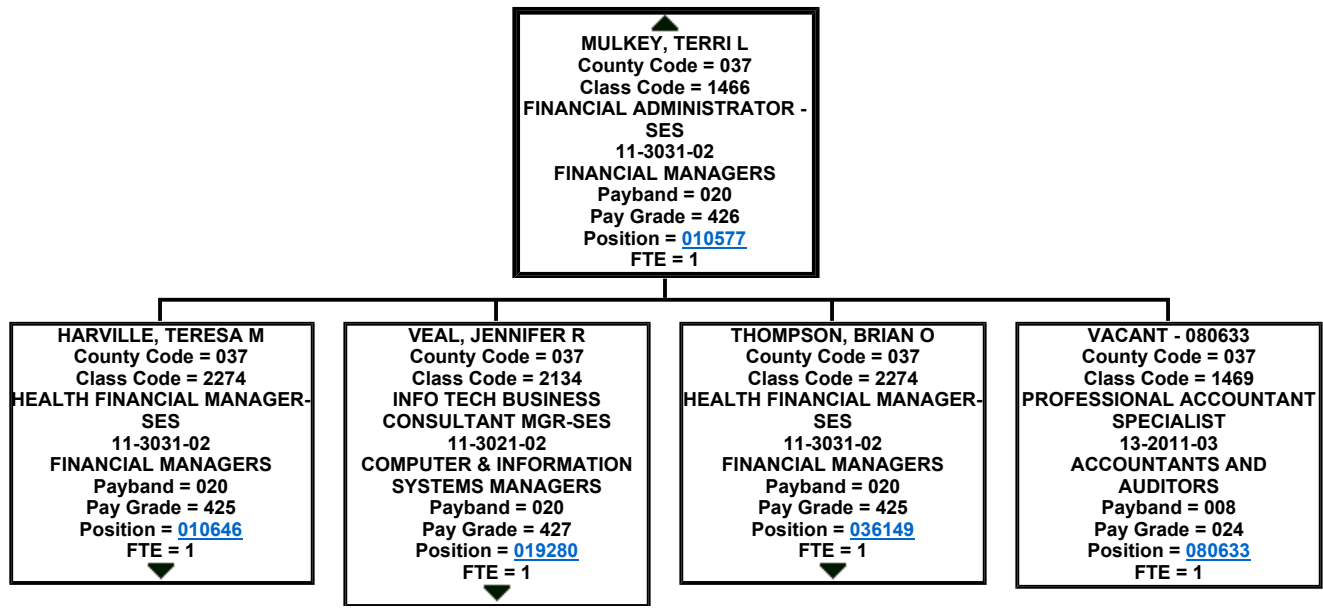 MULKEY, TERRI L
County Code = 037
Class Code = 1466
FINANCIAL ADMINISTRATOR -
SES
11-3031-02
FINANCIAL MANAGERS
Payband = 020
Pay Grade = 426
Position = 010577
FTE = 1
HARVILLE, TERESA M
County Code = 037
Class Code = 2274
HEALTH FINANCIAL MANAGER-
SES
11-3031-02
FINANCIAL MANAGERS
Payband = 020
Pay Grade = 425
Position = 010646
FTE = 1
VEAL, JENNIFER R
County Code = 037
Class Code = 2134
INFO TECH BUSINESS
CONSULTANT MGR-SES
11-3021-02
COMPUTER & INFORMATION
SYSTEMS MANAGERS
Payband = 020
Pay Grade = 427
Position = 019280
FTE = 1
THOMPSON, BRIAN O
County Code = 037
Class Code = 2274
HEALTH FINANCIAL MANAGER-
SES
11-3031-02
FINANCIAL MANAGERS
Payband = 020
Pay Grade = 425
Position = 036149
FTE = 1
VACANT - 080633
County Code = 037
Class Code = 1469
PROFESSIONAL ACCOUNTANT
SPECIALIST
13-2011-03
ACCOUNTANTS AND
AUDITORS
Payband = 008
Pay Grade = 024
Position = 080633
FTE = 1